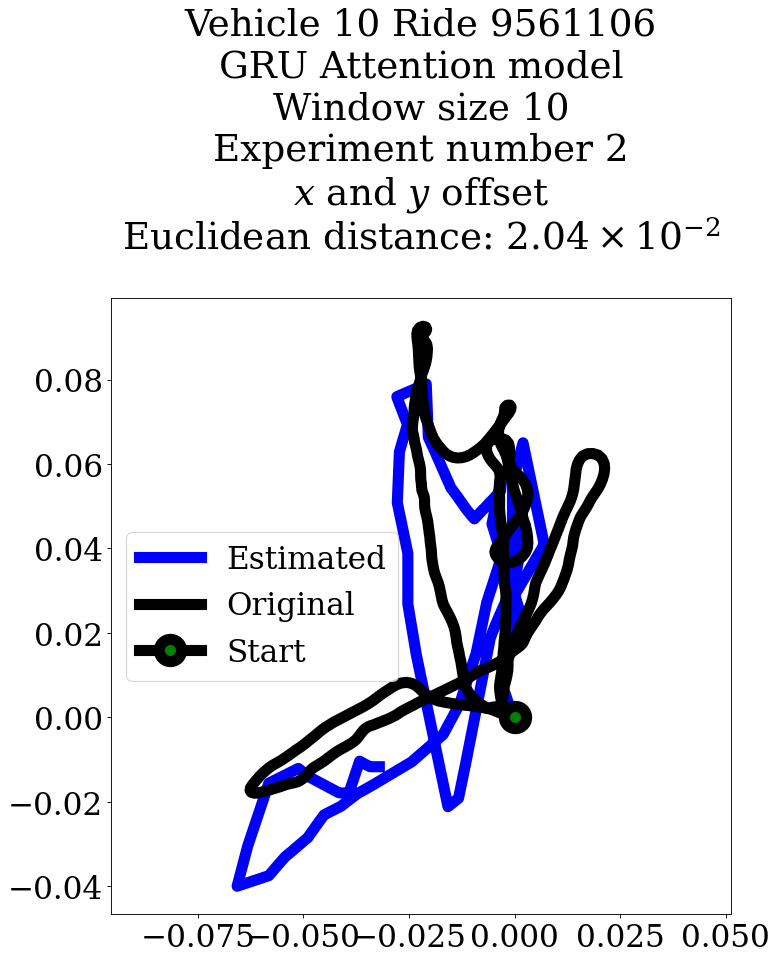 Vehicle 10 Ride 9561106
GRU Attention model
Window size 10
Experiment number 2
x and y offset
Euclidean distance: 2.04 × 10⁻²
0.08
0.06
0.04
0.02
0.00
−0.02
−0.04
Estimated
Original
Start
−0.075 −0.050 −0.025 0.000 0.025 0.050